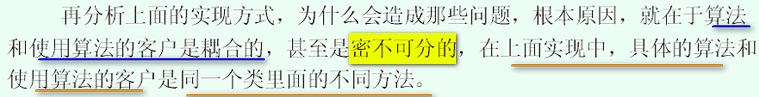 再分析上面的实现方式，为什么会造成那些问题，根本原因，就在于算法
和使用算法的客户是耦合的，甚至是密不可分的，在上面实现中，具体的算法和
使用算法的客户是同一个类里面的不同方法。